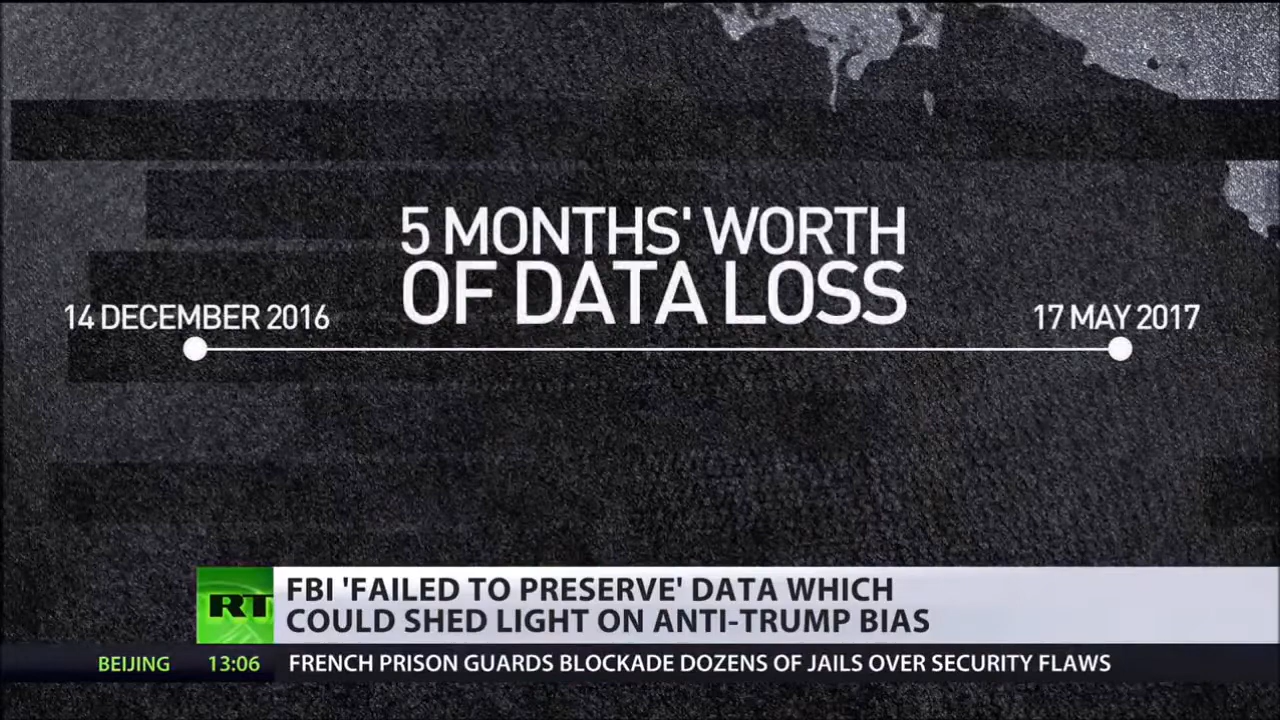 5 MONTHS' WORTH
OF DATA LOSS
14 DECEMBER 2016
17 MAY 2017
RT
FBI 'FAILED TO PRESERVE' DATA WHICH
COULD SHED LIGHT ON ANTI-TRUMP BIAS
BEIJING 13:06 FRENCH PRISON GUARDS BLOCKADE DOZENS OF JAILS OVER SECURITY FLAWS